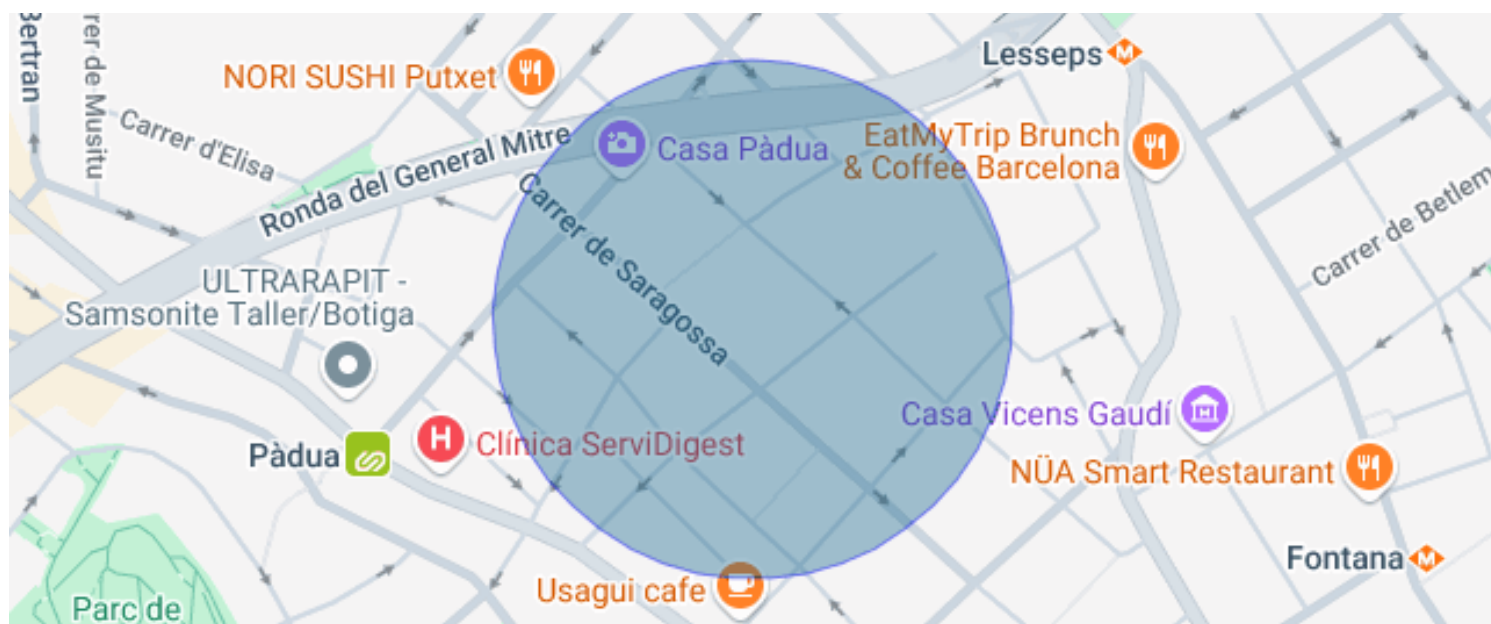 Bertran
rer de Musitu
NORI SUSHI Putxet
Lesseps
M
Carrer d'Elisa
Ronda del General Mitre
Casa Pàdua
EatMyTrip Brunch
& Coffee Barcelona
Carrer de Betlem
Carrer de Saragossa
ULTRARAPIT -
Samsonite Taller/Botiga
Casa Vicens Gaudí
H
Clínica ServiDigest
Pàdua
NÜA Smart Restaurant
Fontana
M
Usagui cafe
Parc de